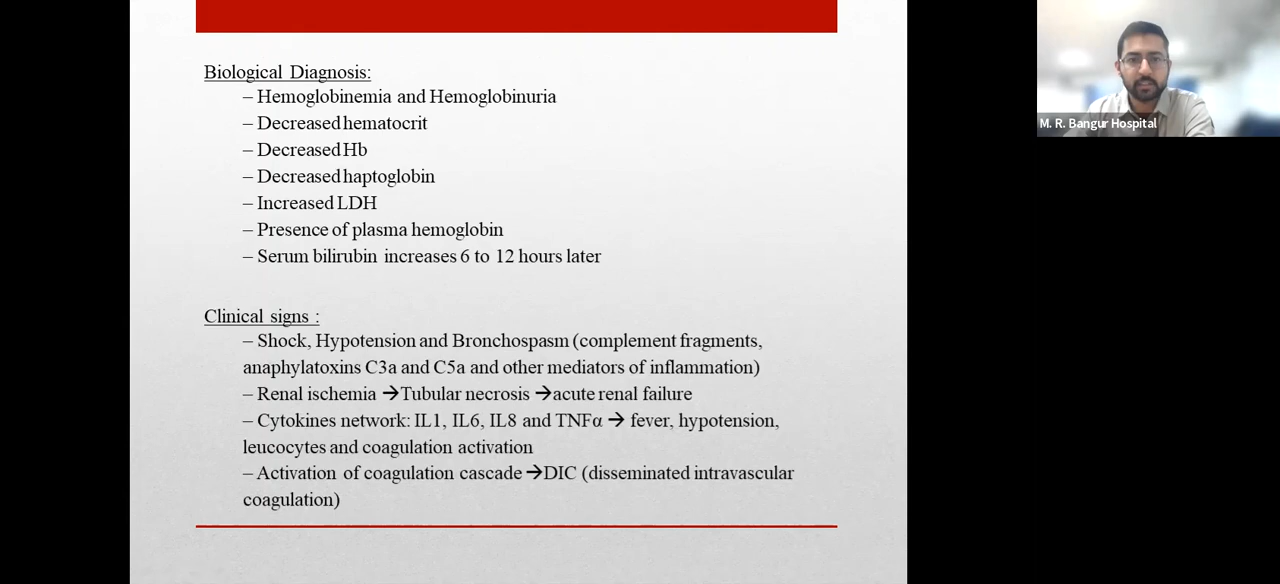 Biological Diagnosis:
– Hemoglobinemia and Hemoglobinuria
– Decreased hematocrit
– Decreased Hb
– Decreased haptoglobin
– Increased LDH
– Presence of plasma hemoglobin
– Serum bilirubin increases 6 to 12 hours later
Clinical signs :
– Shock, Hypotension and Bronchospasm (complement fragments,
anaphylatoxins C3a and C5a and other mediators of inflammation)
– Renal ischemia → Tubular necrosis → acute renal failure
– Cytokines network: IL1, IL6, IL8 and TNFα → fever, hypotension,
leucocytes and coagulation activation
– Activation of coagulation cascade → DIC (disseminated intravascular
coagulation)
M. R. Bangur Hospital